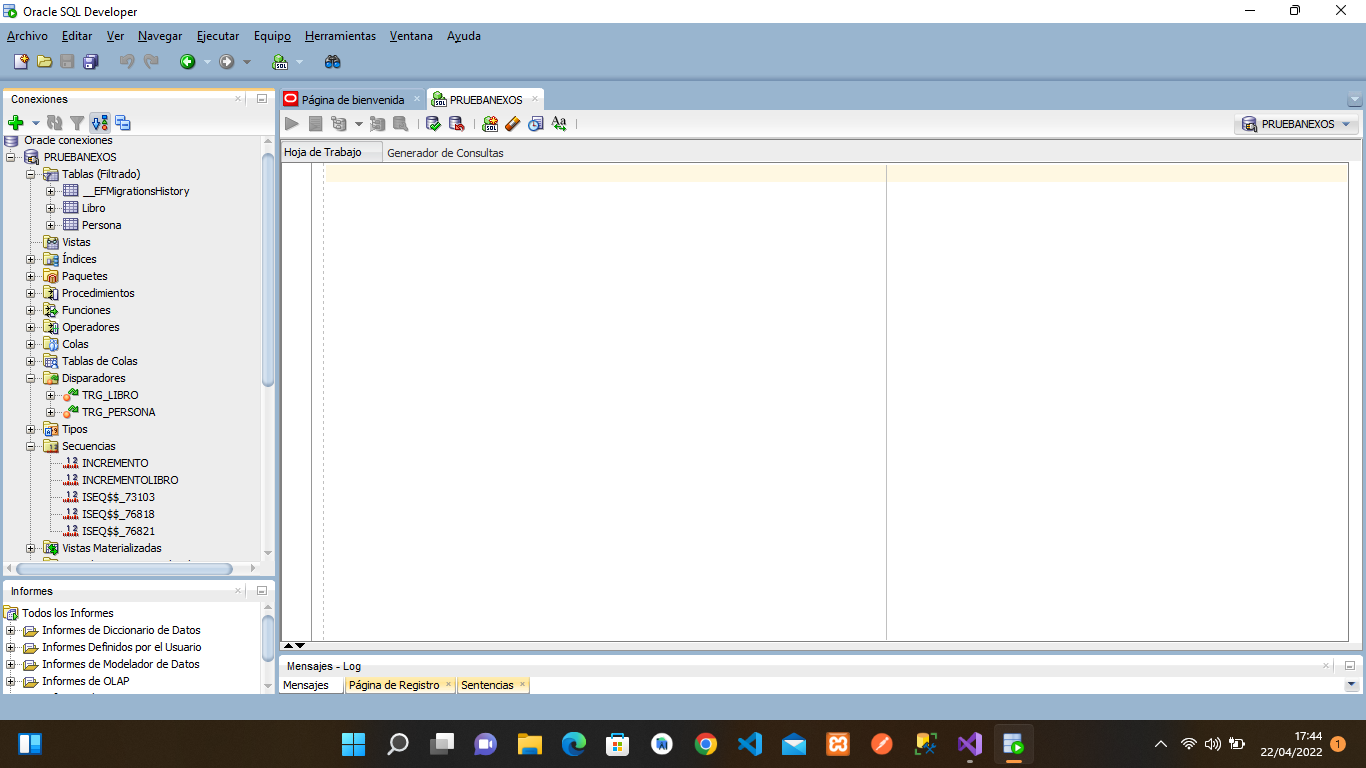 Oracle SQL Developer
Archivo Editar Ver Navegar Ejecutar Equipo Herramientas Ventana Ayuda
Conexiones
Oracle conexiones
PRUEBANEXOS
Tablas (Filtrado)
__EFMigrationsHistory
Libro
Persona
Vistas
Índices
Paquetes
Procedimientos
Funciones
Operadores
Colas
Tablas de Colas
Disparadores
TRG_LIBRO
TRG_PERSONA
Tipos
Secuencias
INCREMENTO
INCREMENTOLIBRO
ISEQ$$_73103
ISEQ$$_76818
ISEQ$$_76821
Vistas Materializadas
Informes
Todos los Informes
Informes de Diccionario de Datos
Informes Definidos por el Usuario
Informes de Modelador de Datos
Informes de OLAP
Página de bienvenida PRUEBANEXOS
PRUEBANEXOS
Hoja de Trabajo Generador de Consultas
Mensajes - Log
Mensajes Página de Registro Sentencias
17:44
22/04/2022
1